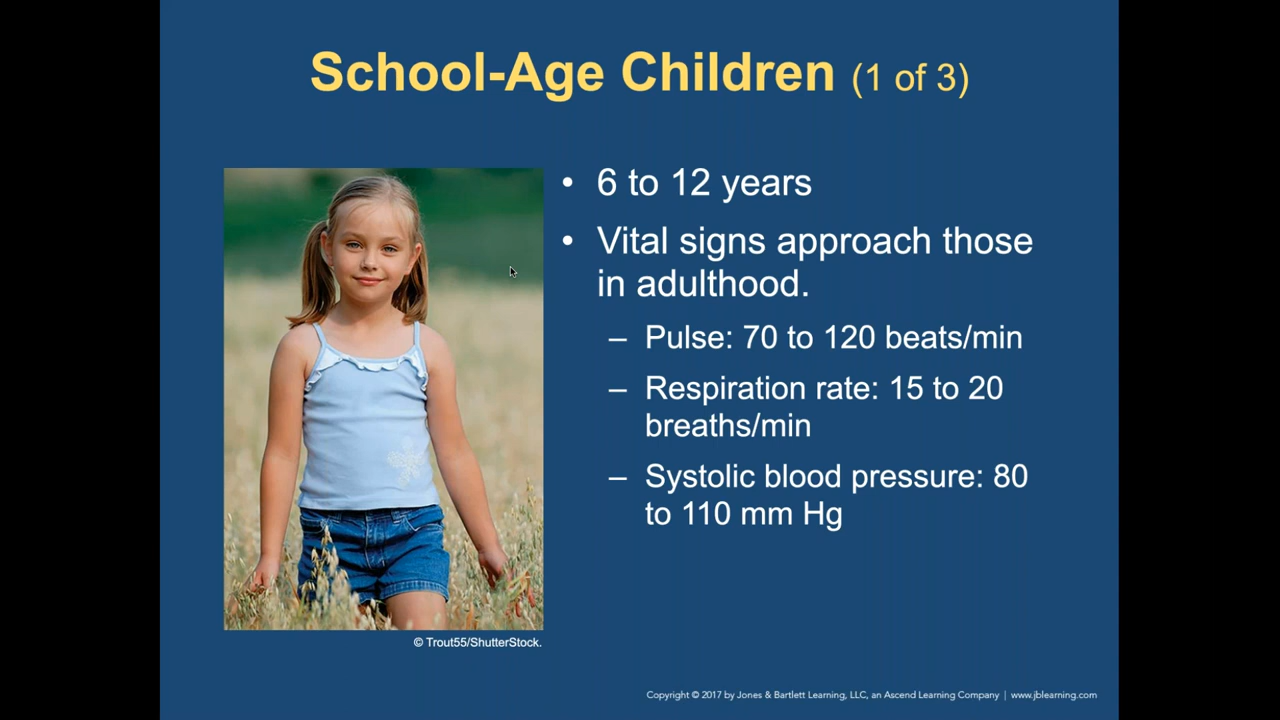 School-Age Children (1 of 3)
• 6 to 12 years
• Vital signs approach those
in adulthood.
– Pulse: 70 to 120 beats/min
– Respiration rate: 15 to 20
breaths/min
– Systolic blood pressure: 80
to 110 mm Hg
© Trout55/ShutterStock.
Copyright © 2017 by Jones & Bartlett Learning, LLC, an Ascend Learning Company | www.jblearning.com